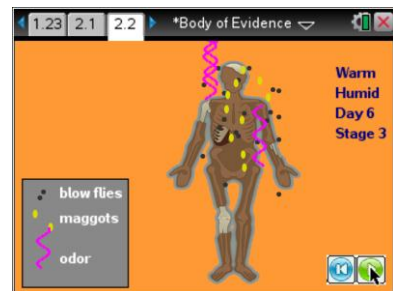 1.23 2.1 2.2 *Body of Evidence
Warm
Humid
Day 6
Stage 3
blow flies
maggots
odor